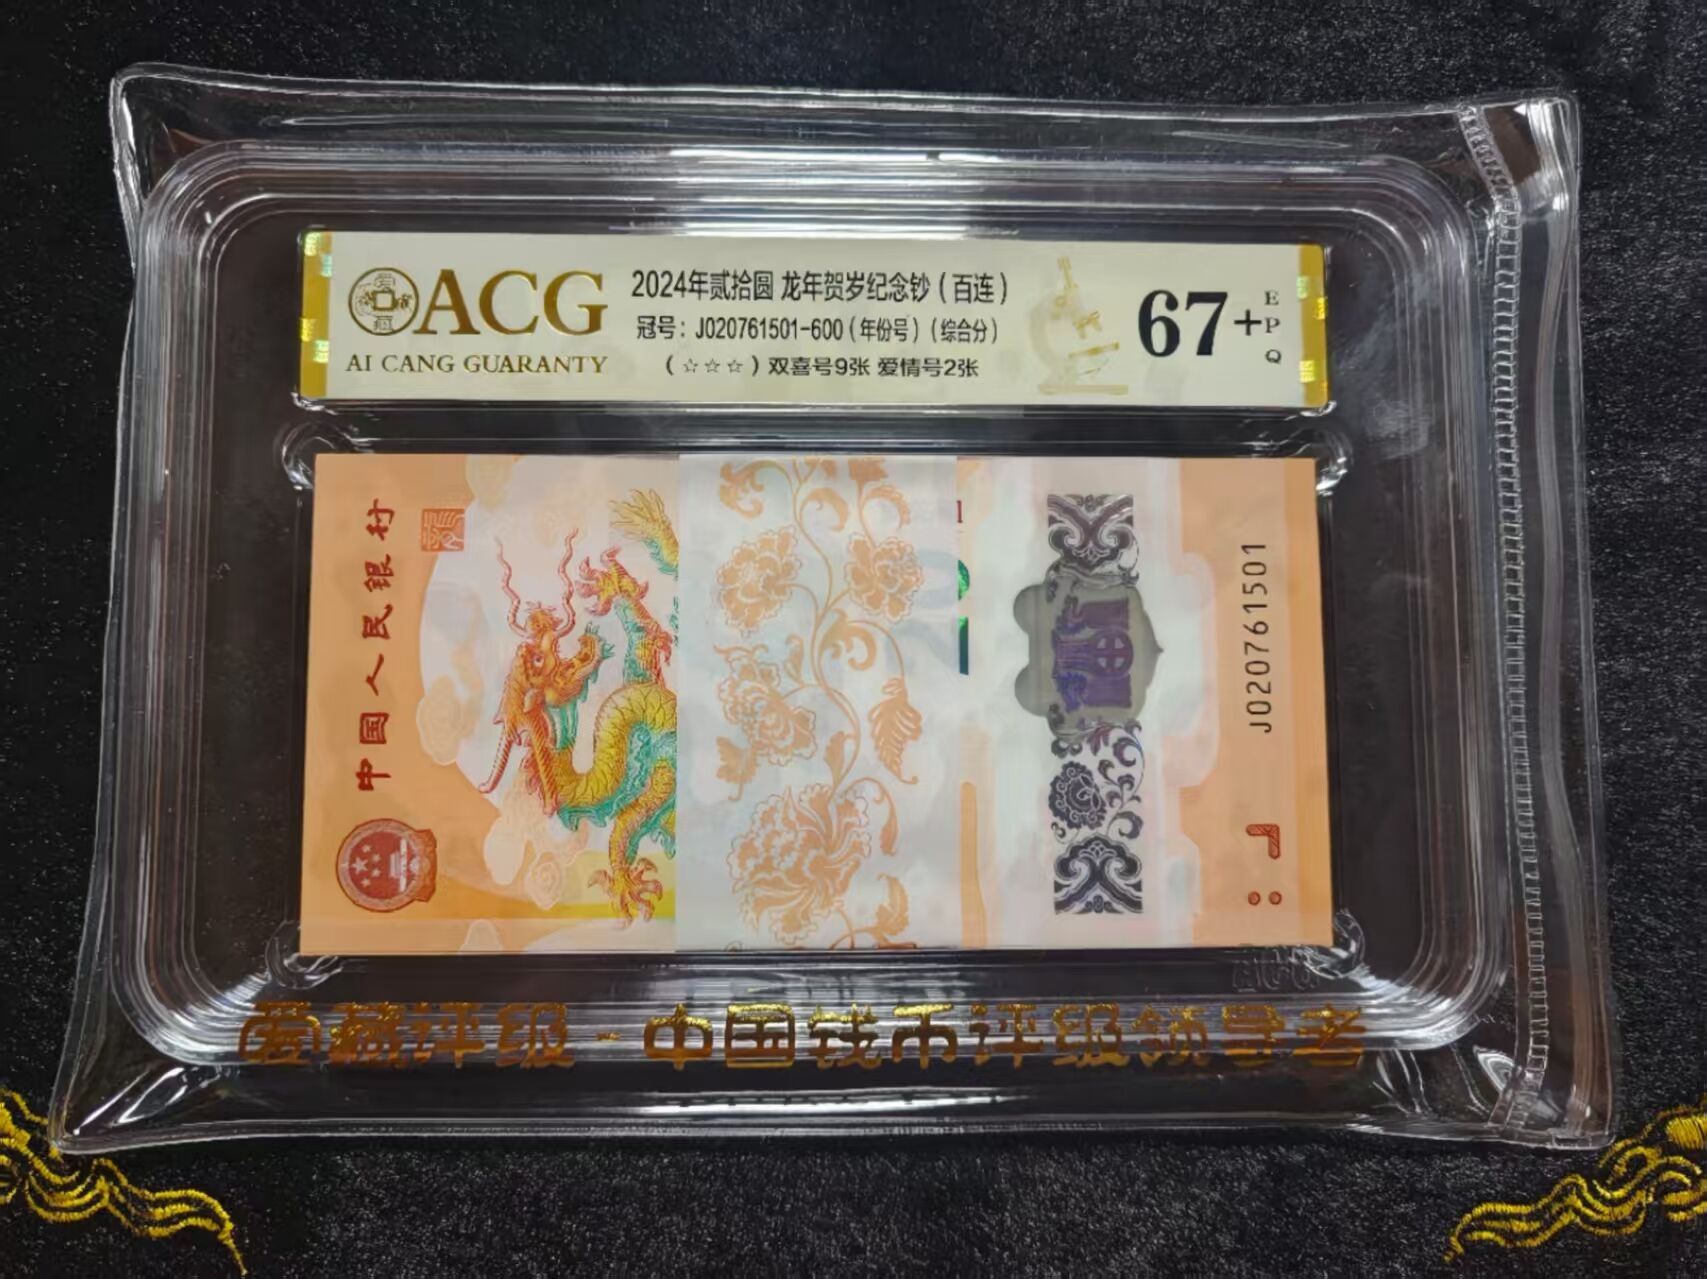 ACG
AI CANG GUARANTY
2024年贰拾圆 龙年贺岁纪念钞（百连）
冠号：J020761501-600（年份号）（综合分）
（☆☆☆）双喜号9张 爱情号2张
67+
EPQ
中国人民银行
J020761501
爱藏评级-中国钱币评级领导者